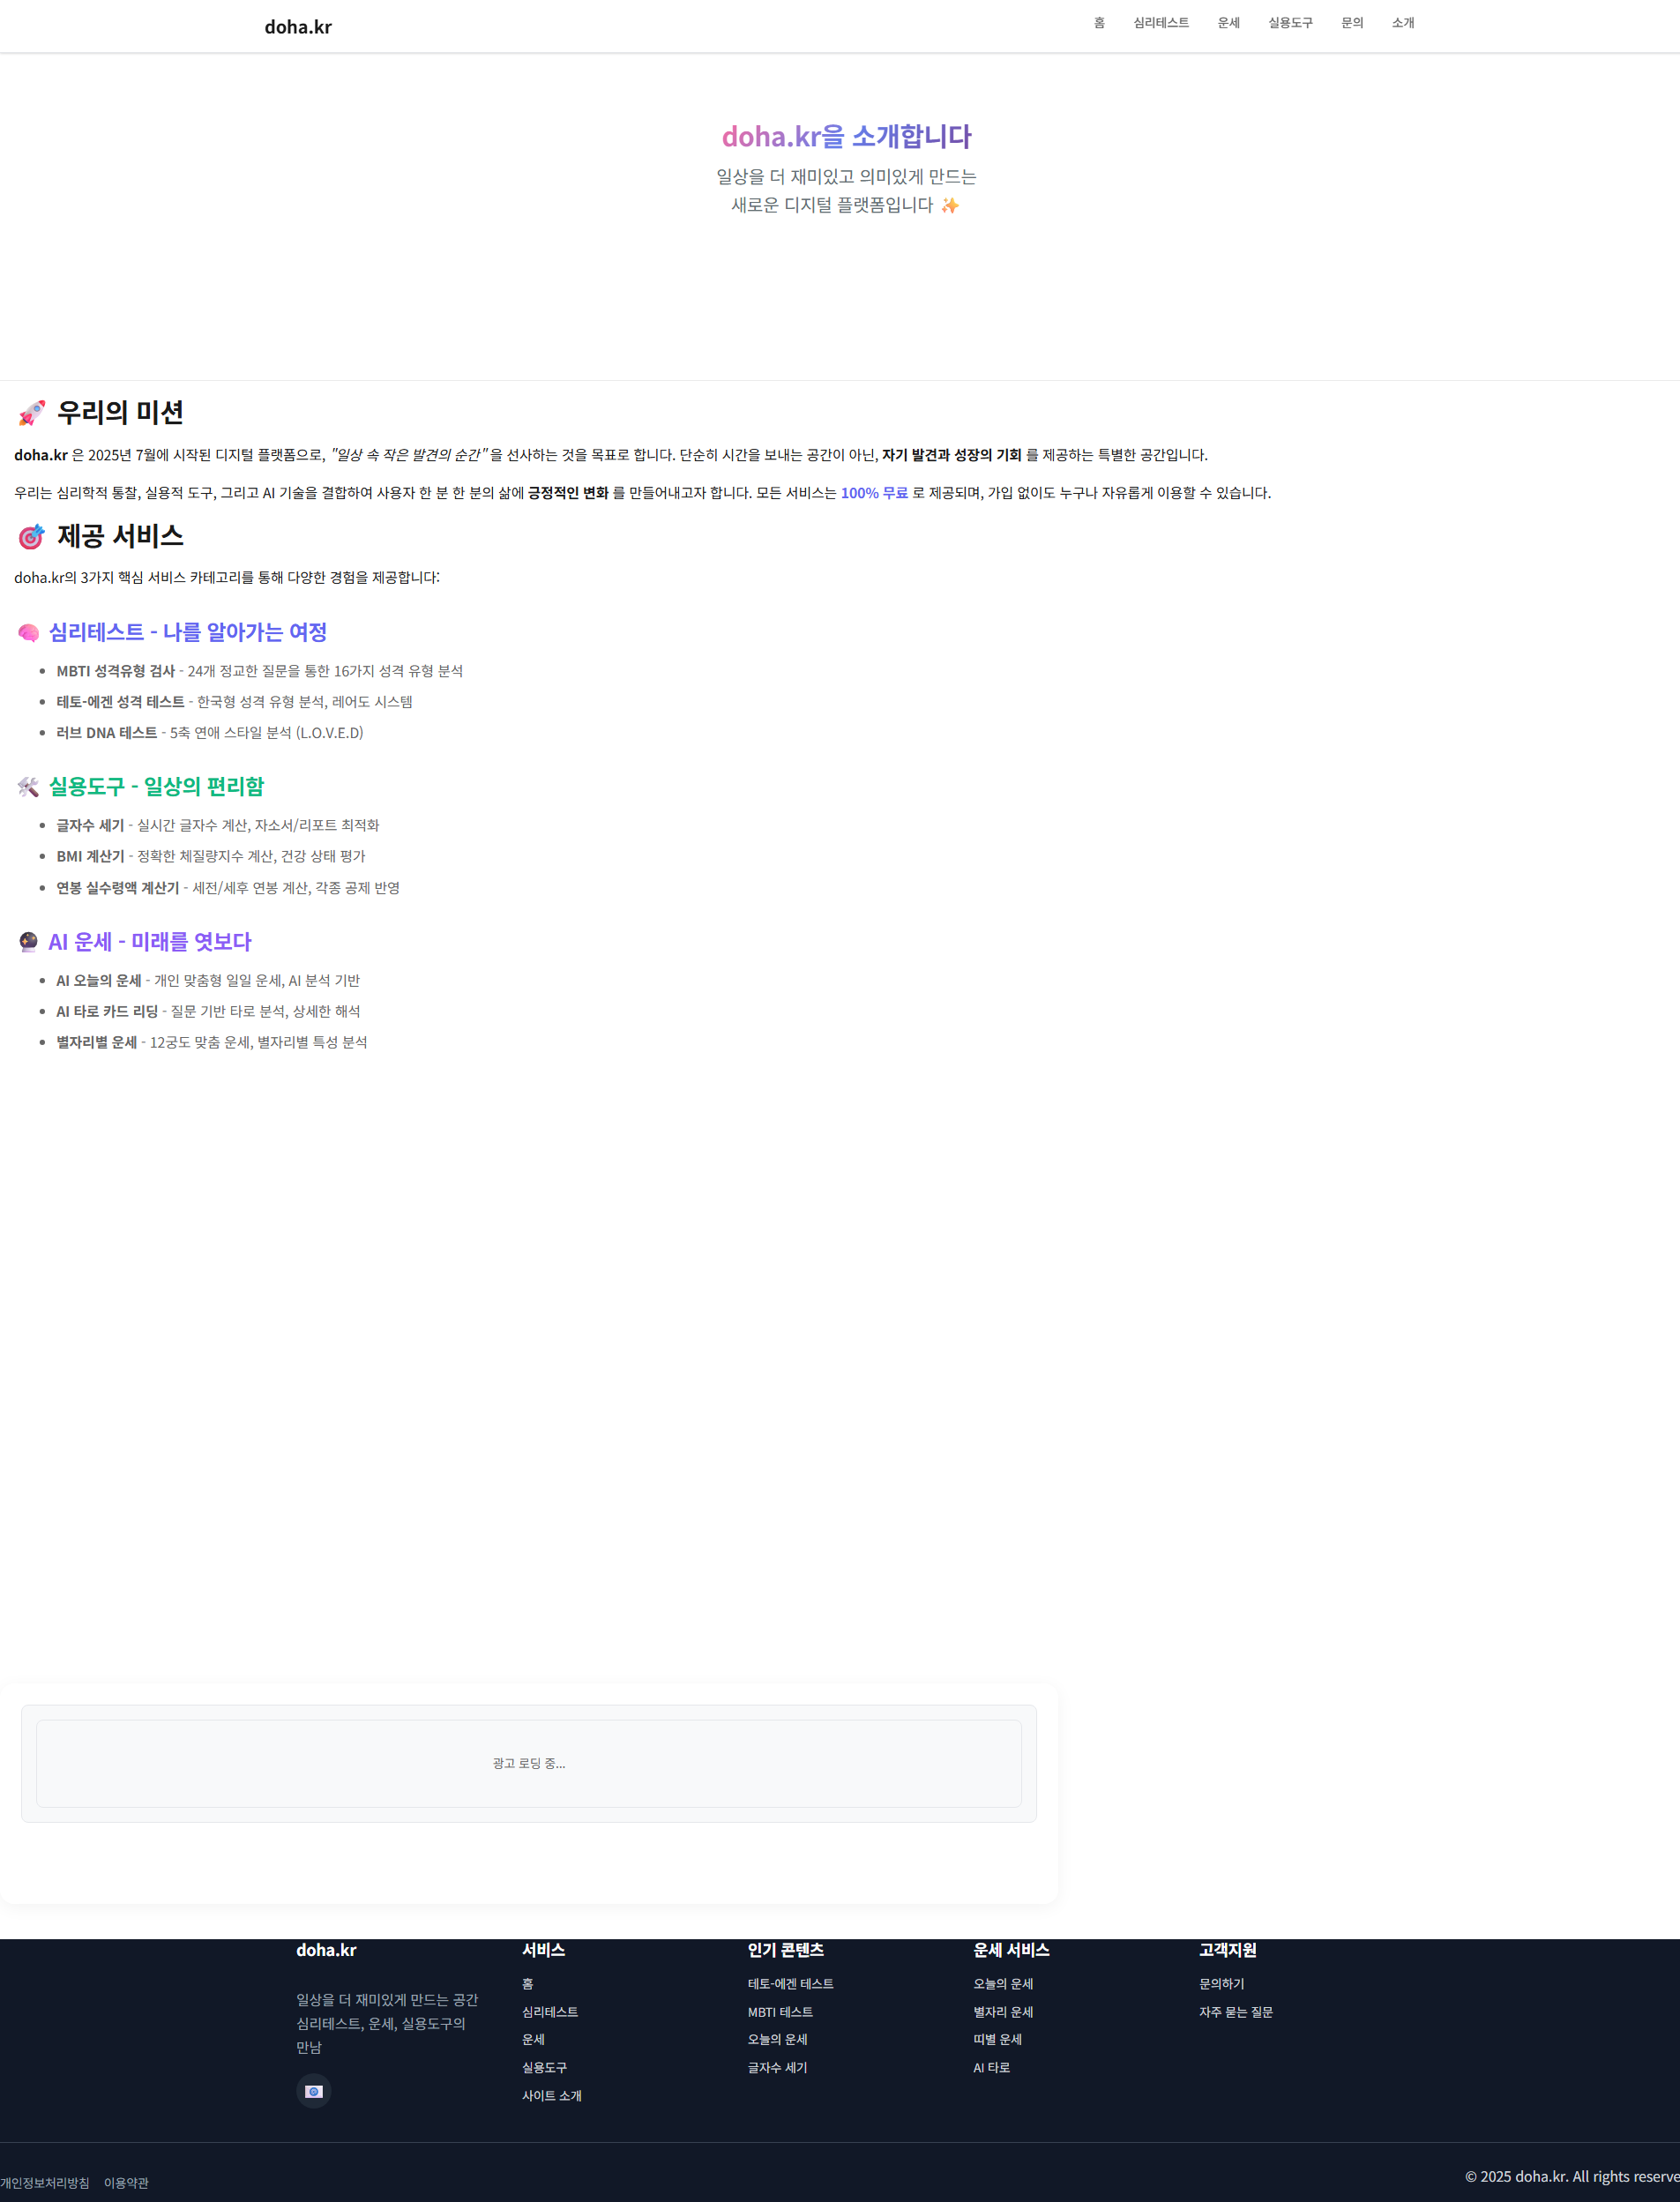 doha.kr
홈 심리테스트 운세 실용도구 문의 소개
doha.kr을 소개합니다
일상을 더 재미있고 의미있게 만드는
새로운 디지털 플랫폼입니다 ✨
🚀 우리의 미션
doha.kr 은 2025년 7월에 시작된 디지털 플랫폼으로, "일상 속 작은 발견의 순간"을 선사하는 것을 목표로 합니다. 단순히 시간을 보내는 공간이 아닌, 자기 발견과 성장의 기회 를 제공하는 특별한 공간입니다.
우리는 심리학적 통찰, 실용적 도구, 그리고 AI 기술을 결합하여 사용자 한 분 한 분의 삶에 긍정적인 변화 를 만들어내고자 합니다. 모든 서비스는 100% 무료 로 제공되며, 가입 없이도 누구나 자유롭게 이용할 수 있습니다.
🎯 제공 서비스
doha.kr의 3가지 핵심 서비스 카테고리를 통해 다양한 경험을 제공합니다:
🧠 심리테스트 - 나를 알아가는 여정
• MBTI 성격유형 검사 - 24개 정교한 질문을 통한 16가지 성격 유형 분석
• 테토-에겐 성격 테스트 - 한국형 성격 유형 분석, 레어도 시스템
• 러브 DNA 테스트 - 5축 연애 스타일 분석 (L.O.V.E.D)
🛠️ 실용도구 - 일상의 편리함
• 글자수 세기 - 실시간 글자수 계산, 자소서/리포트 최적화
• BMI 계산기 - 정확한 체질량지수 계산, 건강 상태 평가
• 연봉 실수령액 계산기 - 세전/세후 연봉 계산, 각종 공제 반영
🔮 AI 운세 - 미래를 엿보다
• AI 오늘의 운세 - 개인 맞춤형 일일 운세, AI 분석 기반
• AI 타로 카드 리딩 - 질문 기반 타로 분석, 상세한 해석
• 별자리별 운세 - 12궁도 맞춤 운세, 별자리별 특성 분석
광고 로딩 중...
doha.kr
일상을 더 재미있게 만드는 공간
심리테스트, 운세, 실용도구의
만남
서비스
홈
심리테스트
운세
실용도구
사이트 소개
인기 콘텐츠
테토-에겐 테스트
MBTI 테스트
오늘의 운세
글자수 세기
운세 서비스
오늘의 운세
별자리 운세
띠별 운세
AI 타로
고객지원
문의하기
자주 묻는 질문
개인정보처리방침 이용약관
© 2025 doha.kr. All rights reserve